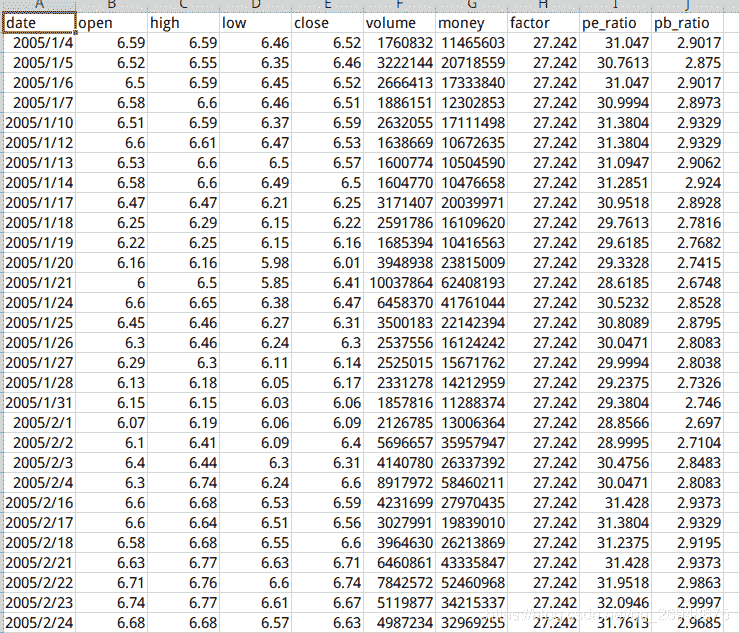 A B C D E F G H I J
date open high low close volume money factor pe_ratio pb_ratio
2005/1/4 6.59 6.59 6.46 6.52 1760832 11465603 27.242 31.047 2.9017
2005/1/5 6.52 6.55 6.35 6.46 3222144 20718559 27.242 30.7613 2.875
2005/1/6 6.5 6.59 6.45 6.52 2666413 17333840 27.242 31.047 2.9017
2005/1/7 6.58 6.6 6.46 6.51 1886151 12302853 27.242 30.9994 2.8973
2005/1/10 6.51 6.59 6.37 6.59 2632055 17111498 27.242 31.3804 2.9329
2005/1/12 6.6 6.61 6.47 6.53 1638669 10672635 27.242 31.3804 2.9329
2005/1/13 6.53 6.6 6.5 6.57 1600774 10504590 27.242 31.0947 2.9062
2005/1/14 6.58 6.6 6.49 6.5 1604770 10476658 27.242 31.2851 2.924
2005/1/17 6.47 6.47 6.21 6.25 3171407 20039971 27.242 30.9518 2.8928
2005/1/18 6.25 6.29 6.15 6.22 2591786 16109620 27.242 29.7613 2.7816
2005/1/19 6.22 6.25 6.15 6.16 1685394 10416563 27.242 29.6185 2.7682
2005/1/20 6.16 6.16 5.98 6.01 3948938 23815009 27.242 29.3328 2.7415
2005/1/21 6 6.5 5.85 6.41 10037864 62408193 27.242 28.6185 2.6748
2005/1/24 6.6 6.65 6.38 6.47 6458370 41761044 27.242 30.5232 2.8528
2005/1/25 6.45 6.46 6.27 6.31 3500183 22142394 27.242 30.8089 2.8795
2005/1/26 6.3 6.46 6.24 6.3 2537556 16124242 27.242 30.0471 2.8083
2005/1/27 6.29 6.3 6.11 6.14 2525015 15671762 27.242 29.9994 2.8038
2005/1/28 6.13 6.18 6.05 6.17 2331278 14212959 27.242 29.2375 2.7326
2005/1/31 6.15 6.15 6.03 6.06 1857816 11288374 27.242 29.3804 2.746
2005/2/1 6.07 6.19 6.06 6.09 2126785 13006364 27.242 28.8566 2.697
2005/2/2 6.1 6.41 6.09 6.4 5696657 35957947 27.242 28.9995 2.7104
2005/2/3 6.4 6.44 6.3 6.31 4140780 26337392 27.242 30.4756 2.8483
2005/2/4 6.3 6.74 6.24 6.6 8917972 58460211 27.242 30.0471 2.8083
2005/2/16 6.6 6.68 6.53 6.59 4231699 27970435 27.242 31.428 2.9373
2005/2/17 6.6 6.64 6.51 6.56 3027991 19839010 27.242 31.3804 2.9329
2005/2/18 6.58 6.68 6.55 6.6 3964630 26213869 27.242 31.2375 2.9195
2005/2/21 6.63 6.77 6.63 6.71 6460861 43335847 27.242 31.428 2.9373
2005/2/22 6.71 6.76 6.6 6.74 7842572 52460968 27.242 31.9518 2.9863
2005/2/23 6.74 6.77 6.61 6.67 5119877 34215337 27.242 32.0946 2.9997
2005/2/24 6.68 6.68 6.57 6.63 4987234 32969255 27.242 31.7613 2.9685